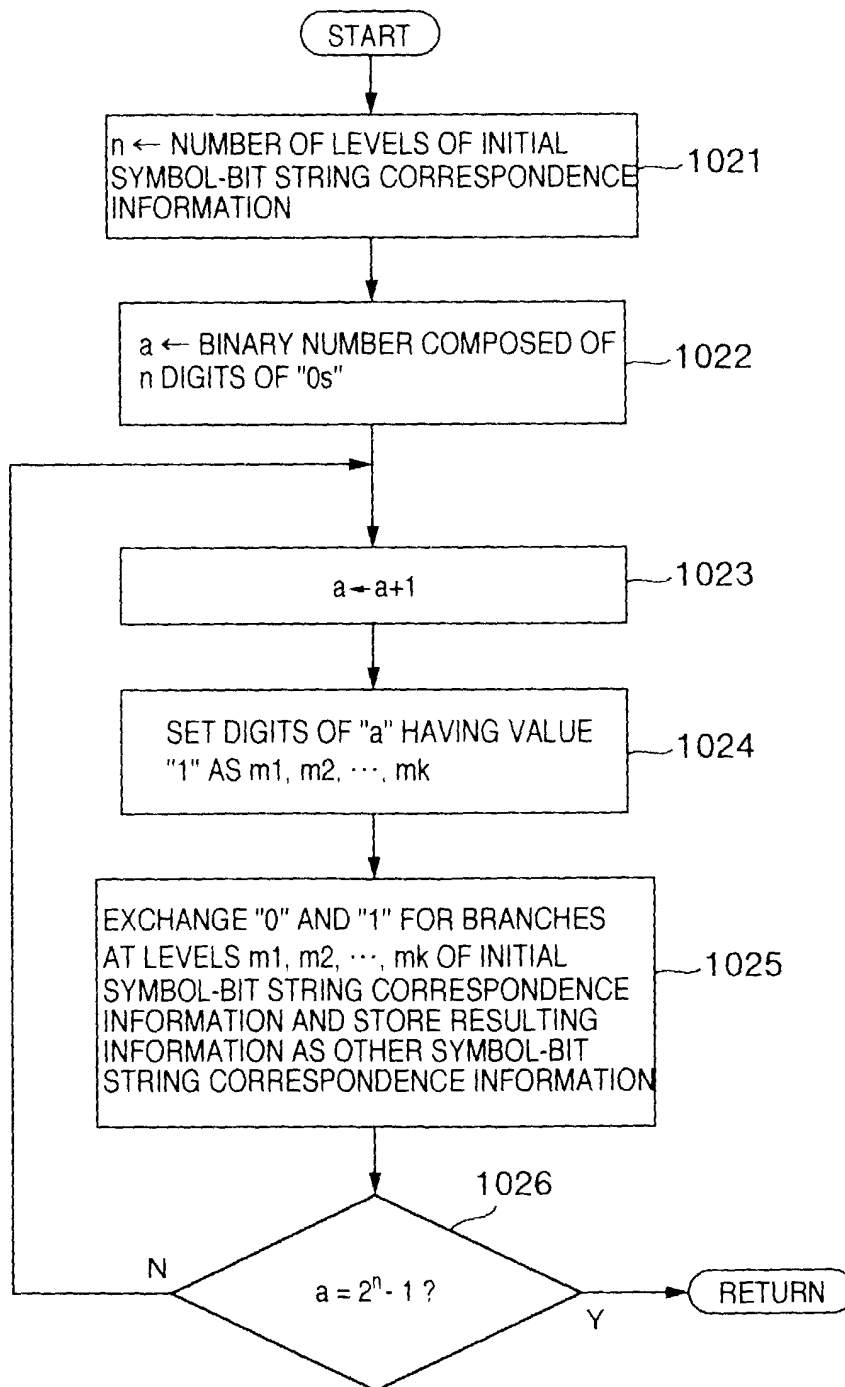 START
n ← NUMBER OF LEVELS OF INITIAL
SYMBOL-BIT STRING CORRESPONDENCE
INFORMATION
1021
a ← BINARY NUMBER COMPOSED OF
n DIGITS OF "0s"
1022
a ← a+1
1023
SET DIGITS OF "a" HAVING VALUE
"1" AS m1, m2, ···, mk
1024
EXCHANGE "0" AND "1" FOR BRANCHES
AT LEVELS m1, m2, ···, mk OF INITIAL
SYMBOL-BIT STRING CORRESPONDENCE
INFORMATION AND STORE RESULTING
INFORMATION AS OTHER SYMBOL-BIT
STRING CORRESPONDENCE INFORMATION
1025
1026
N
a = 2ⁿ - 1 ?
Y
RETURN